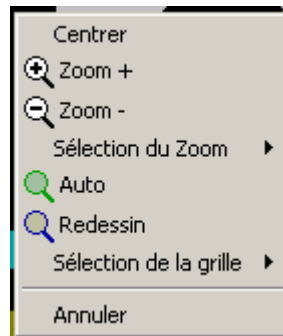 Centrer
Zoom +
Zoom -
Sélection du Zoom
Auto
Redessin
Sélection de la grille
Annuler